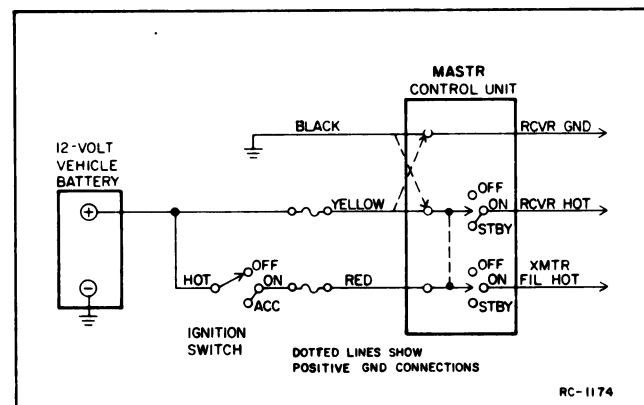 MASTR
CONTROL UNIT
BLACK
RCVR GND
12-VOLT
VEHICLE
BATTERY
OFF
+
YELLOW
ON
RCVR HOT
STBY
OFF
OFF
XMTR
HOT
ON
RED
ON
FIL HOT
-
ACC
STBY
IGNITION
SWITCH
DOTTED LINES SHOW
POSITIVE GND CONNECTIONS
RC-1174